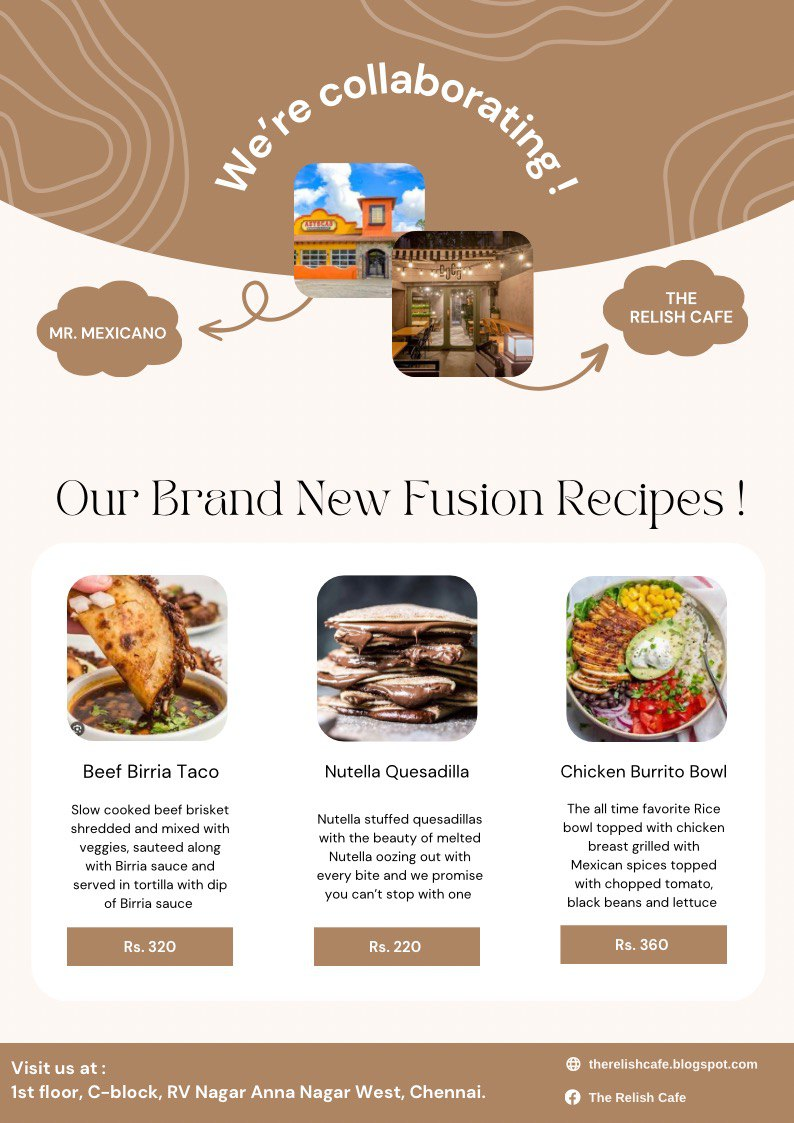 We're collaborating !
MR. MEXICANO
THE
RELISH CAFE
Our Brand New Fusion Recipes !
Beef Birria Taco
Slow cooked beef brisket
shredded and mixed with
veggies, sauteed along
with Birria sauce and
served in tortilla with dip
of Birria sauce
Rs. 320
Nutella Quesadilla
Nutella stuffed quesadillas
with the beauty of melted
Nutella oozing out with
every bite and we promise
you can't stop with one
Rs. 220
Chicken Burrito Bowl
The all time favorite Rice
bowl topped with chicken
breast grilled with
Mexican spices topped
with chopped tomato,
black beans and lettuce
Rs. 360
Visit us at :
1st floor, C-block, RV Nagar Anna Nagar West, Chennai.
therelishcafe.blogspot.com
The Relish Cafe